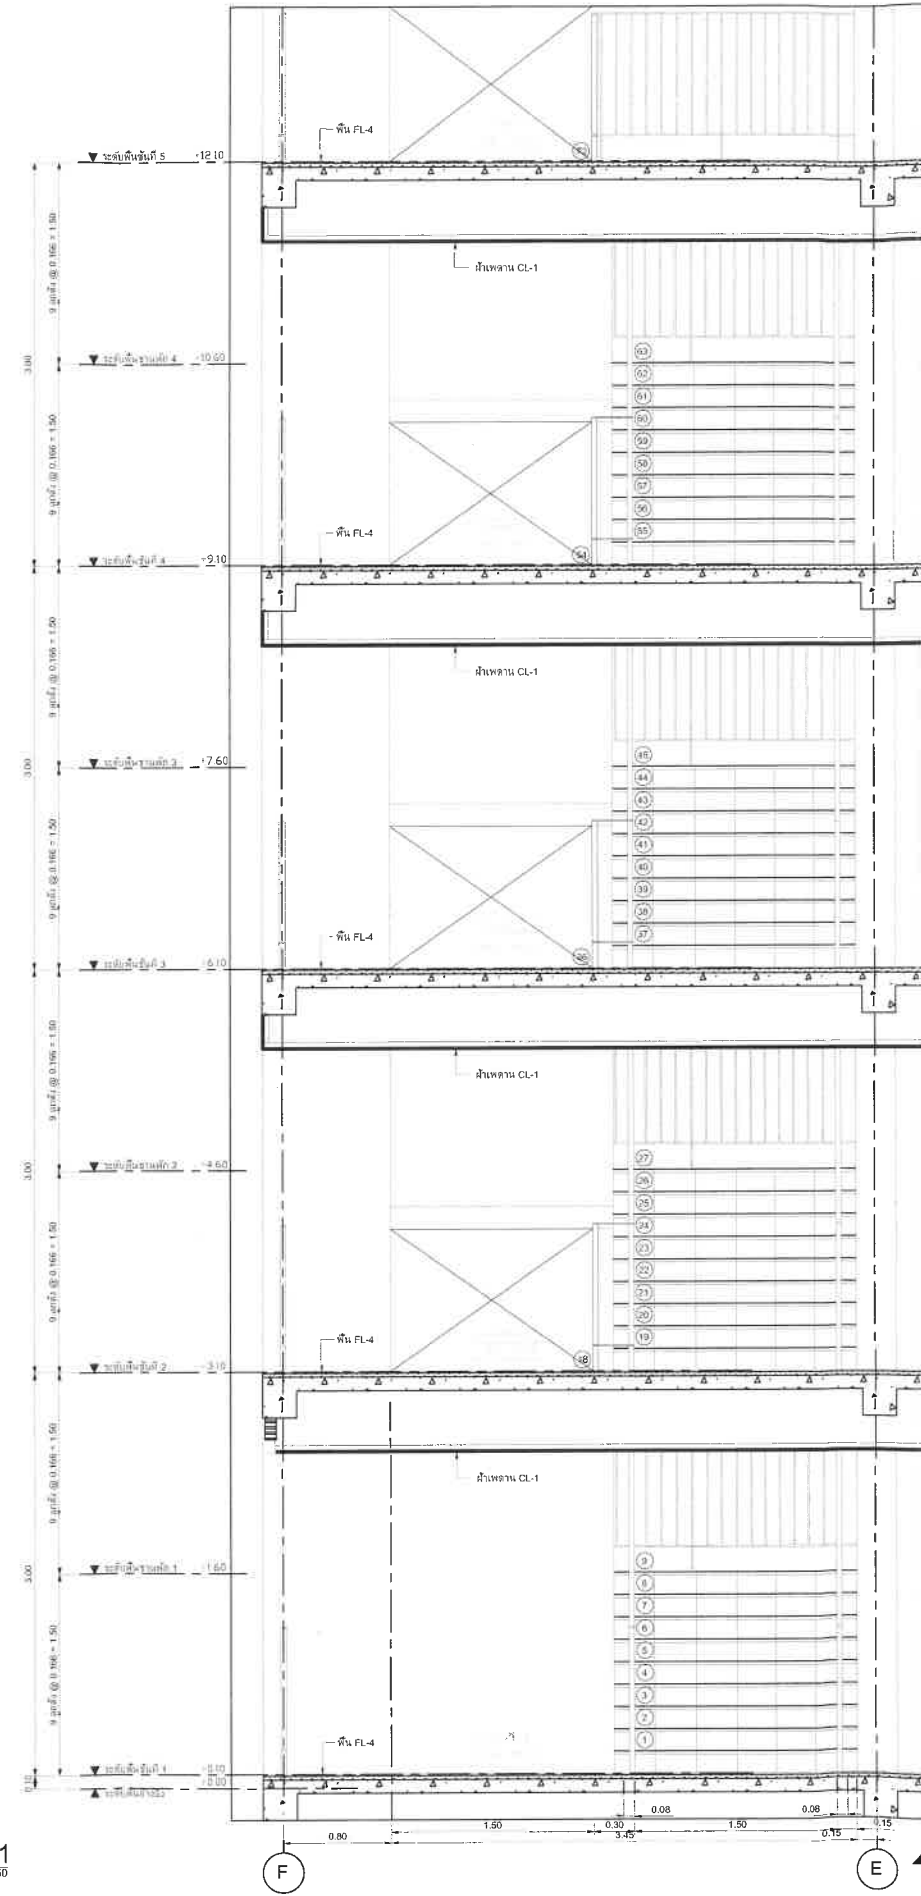 พื้น FL-4
ระดับพื้นชั้นที่ 5 +12.10
ฝ้าเพดาน CL-1
9 ลูกตั้ง @ 0.166 = 1.50
3.00
ระดับพื้นชานพัก 4 +10.60
63
62
61
60
59
58
57
56
55
9 ลูกตั้ง @ 0.166 = 1.50
พื้น FL-4
54
ระดับพื้นชั้นที่ 4 +9.10
ฝ้าเพดาน CL-1
9 ลูกตั้ง @ 0.166 = 1.50
3.00
ระดับพื้นชานพัก 3 +7.60
45
44
43
42
41
40
39
38
37
9 ลูกตั้ง @ 0.166 = 1.50
พื้น FL-4
36
ระดับพื้นชั้นที่ 3 +6.10
ฝ้าเพดาน CL-1
9 ลูกตั้ง @ 0.166 = 1.50
3.00
ระดับพื้นชานพัก 2 +4.60
27
26
25
24
23
22
21
20
19
9 ลูกตั้ง @ 0.166 = 1.50
พื้น FL-4
18
ระดับพื้นชั้นที่ 2 +3.10
ฝ้าเพดาน CL-1
9 ลูกตั้ง @ 0.166 = 1.50
3.00
ระดับพื้นชานพัก 1 +1.60
9
8
7
6
5
4
3
2
1
9 ลูกตั้ง @ 0.166 = 1.50
พื้น FL-4
ระดับพื้นชั้นที่ 1 +0.10
0.10
±0.00
0.08 0.08
1.50 0.30 1.50 0.15
0.80 3.45 0.15
F E